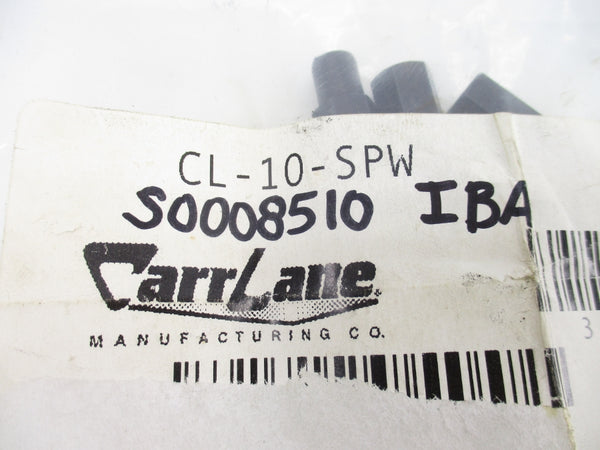 CL-10-SPW
S0008510 IBA
CarrLane
MANUFACTURING CO.
3